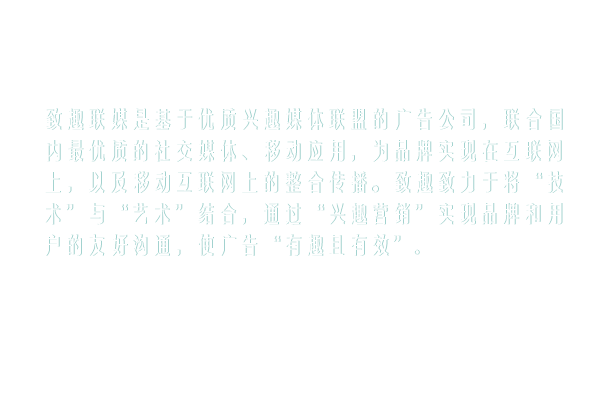 致趣联媒是基于优质兴趣媒体联盟的广告公司，联合国
内最优质的社交媒体、移动应用，为品牌实现在互联网
上，以及移动互联网上的整合传播。致趣致力于将“技
术”与“艺术”结合，通过“兴趣营销”实现品牌和用
户的友好沟通，使广告“有趣且有效”。